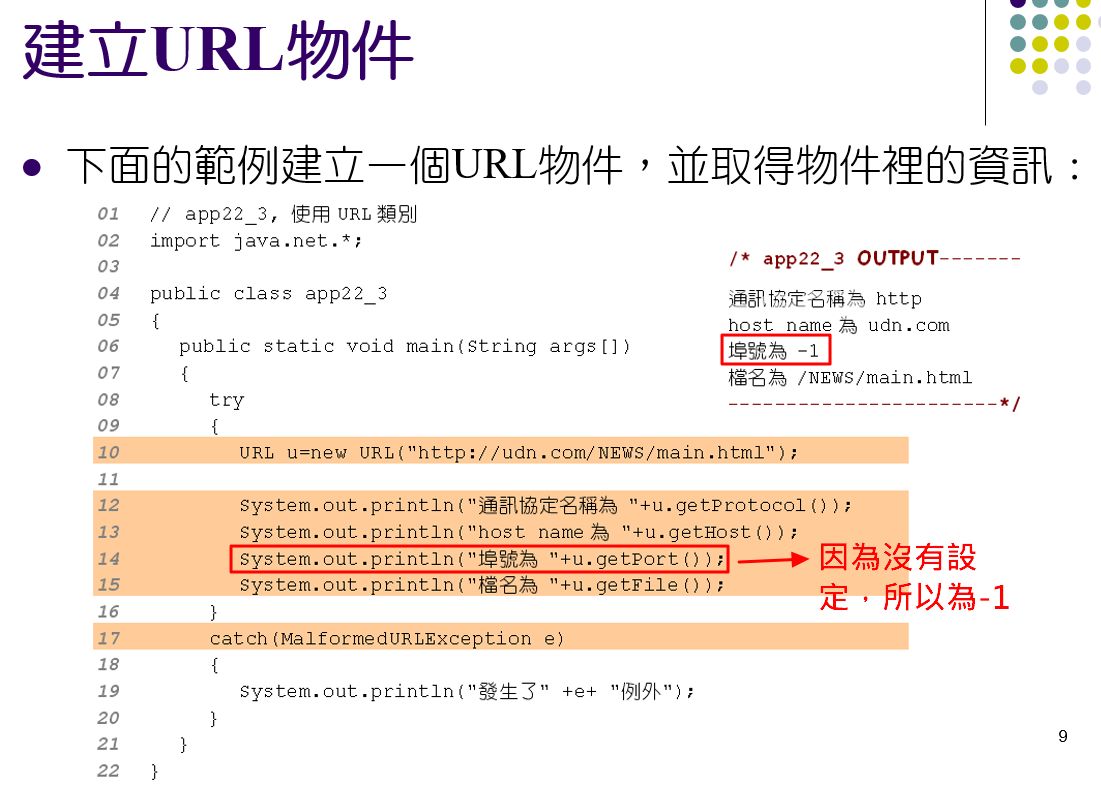 建立URL物件
下面的範例建立一個URL物件，並取得物件裡的資訊：
01 // app22_3, 使用 URL 類別
02 import java.net.*;
03
04 public class app22_3
05 {
06 public static void main(String args[])
07 {
08 try
09 {
10 URL u=new URL("http://udn.com/NEWS/main.html");
11
12 System.out.println("通訊協定名稱為 "+u.getProtocol());
13 System.out.println("host name 為 "+u.getHost());
14 System.out.println("埠號為 "+u.getPort());
15 System.out.println("檔名為 "+u.getFile());
16 }
17 catch(MalformedURLException e)
18 {
19 System.out.println("發生了" +e+ "例外");
20 }
21 }
22 }
/* app22_3 OUTPUT-------
通訊協定名稱為 http
host name 為 udn.com
埠號為 -1
檔名為 /NEWS/main.html
-----------------------*/
因為沒有設
定，所以為-1
9